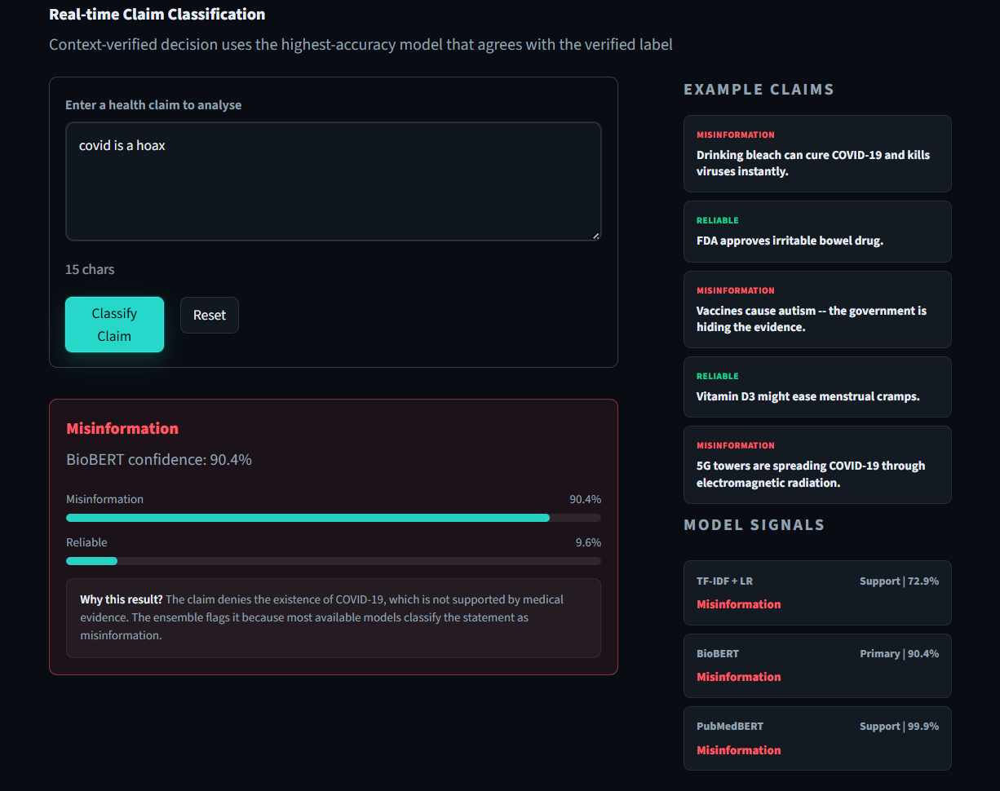 Real-time Claim Classification
Context-verified decision uses the highest-accuracy model that agrees with the verified label
Enter a health claim to analyse
covid is a hoax
15 chars
Classify
Claim
Reset
Misinformation
BioBERT confidence: 90.4%
Misinformation 90.4%
Reliable 9.6%
Why this result? The claim denies the existence of COVID-19, which is not supported by medical
evidence. The ensemble flags it because most available models classify the statement as
misinformation.
EXAMPLE CLAIMS
MISINFORMATION
Drinking bleach can cure COVID-19 and kills
viruses instantly.
RELIABLE
FDA approves irritable bowel drug.
MISINFORMATION
Vaccines cause autism -- the government is
hiding the evidence.
RELIABLE
Vitamin D3 might ease menstrual cramps.
MISINFORMATION
5G towers are spreading COVID-19 through
electromagnetic radiation.
MODEL SIGNALS
TF-IDF + LR Support | 72.9%
Misinformation
BioBERT Primary | 90.4%
Misinformation
PubMedBERT Support | 99.9%
Misinformation